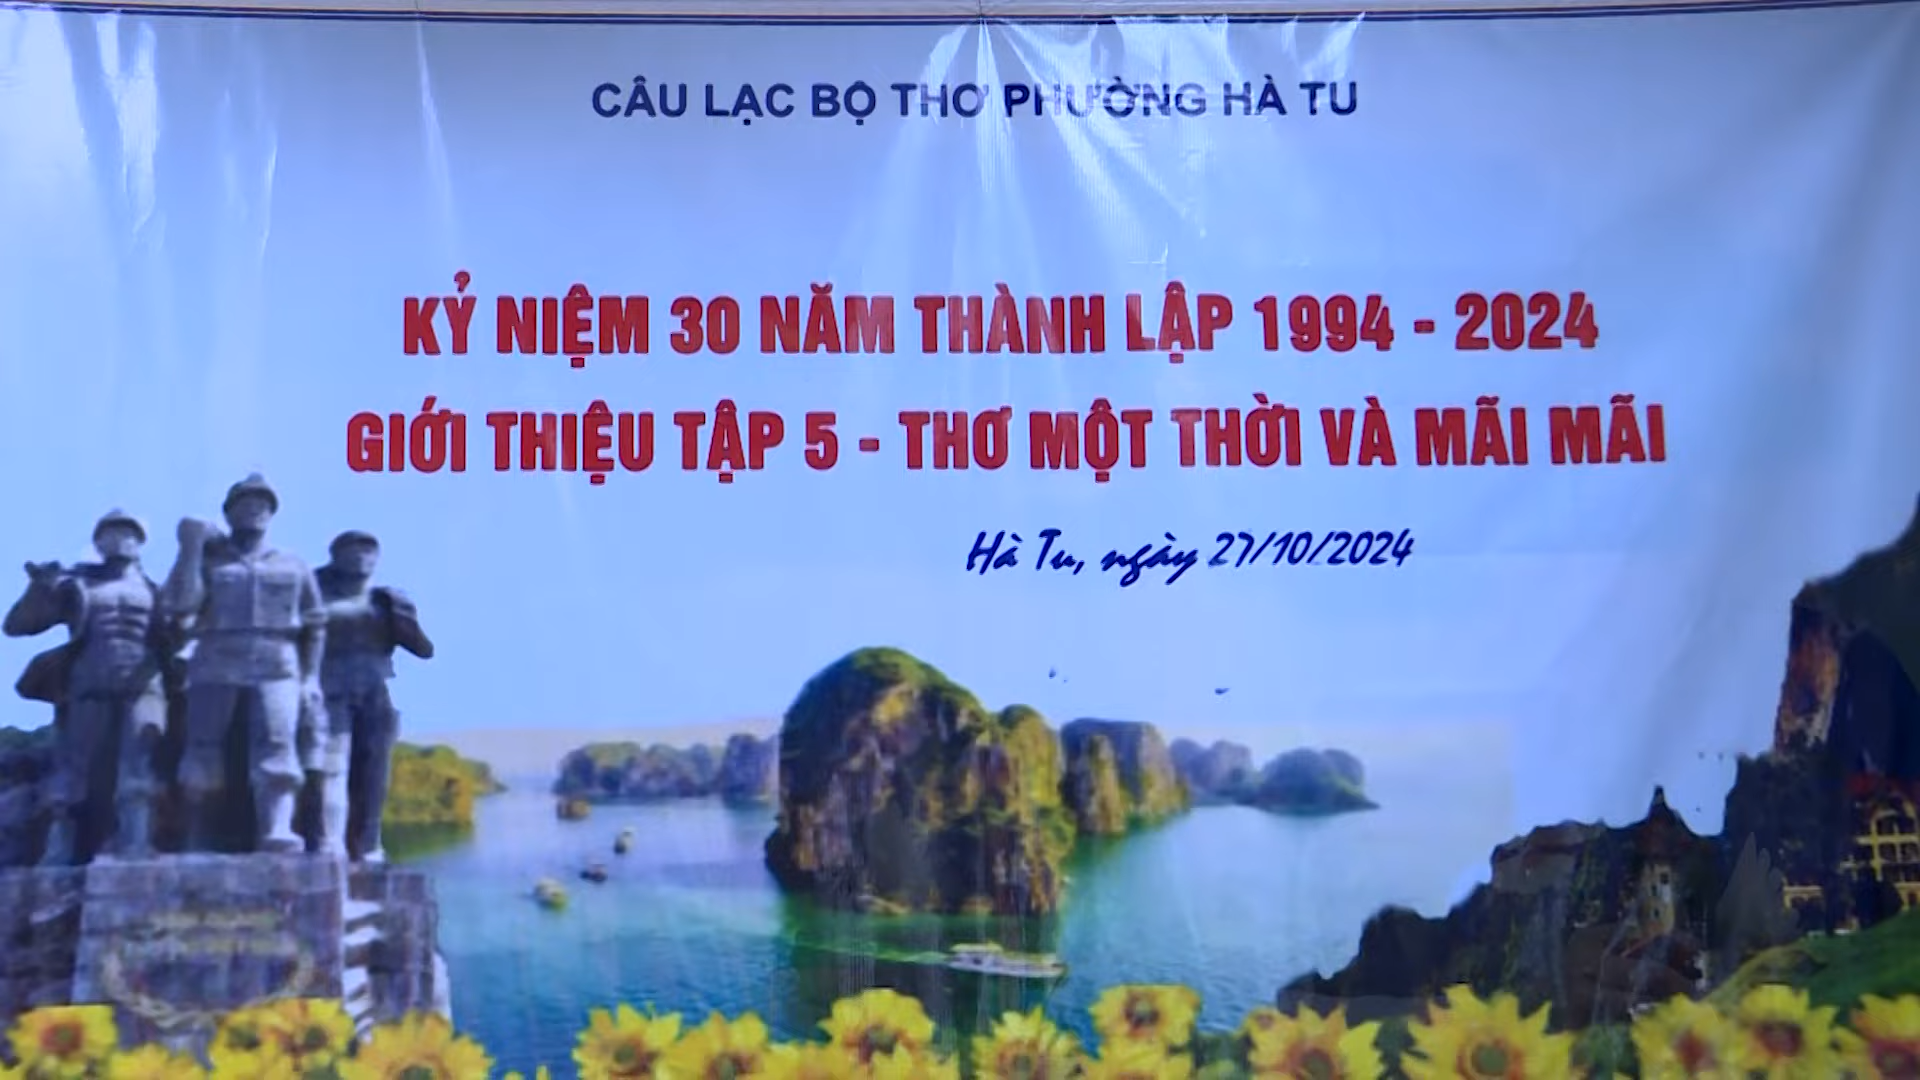 CÂU LẠC BỘ THƠ PHƯỜNG HÀ TU
KỶ NIỆM 30 NĂM THÀNH LẬP 1994 - 2024
GIỚI THIỆU TẬP 5 - THƠ MỘT THỜI VÀ MÃI MÃI
Hà Tu, ngày 27/10/2024